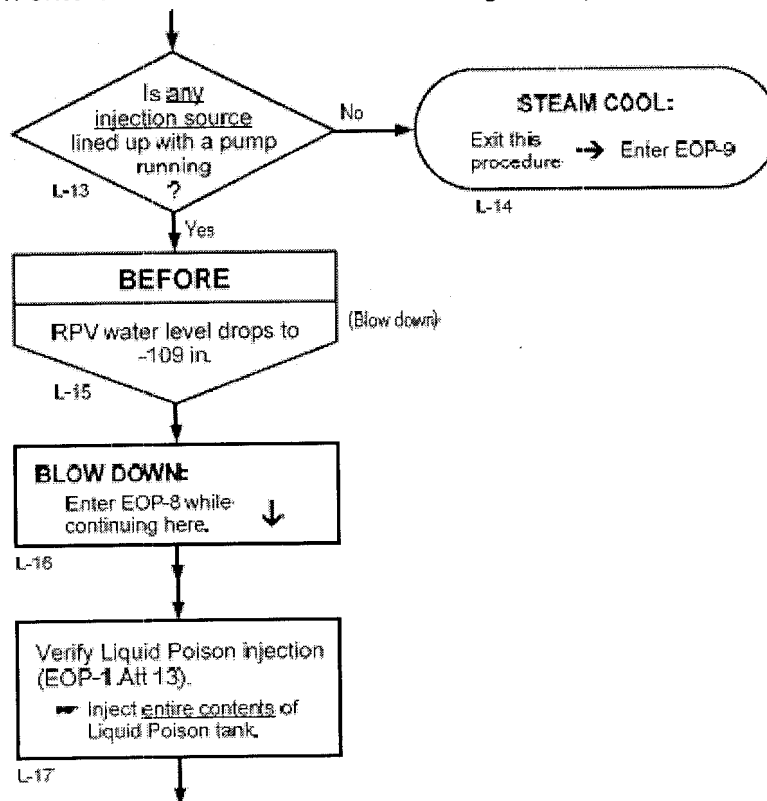 Is any
injection source
lined up with a pump
running
?
L-13
No
STEAM COOL:
Exit this
procedure
Enter EOP-9
L-14
Yes
BEFORE
RPV water level drops to
-109 in.
(Blow down)
L-15
BLOW DOWN:
Enter EOP-8 while
continuing here.
L-16
Verify Liquid Poison injection
(EOP-1 Att 13).
Inject entire contents of
Liquid Poison tank.
L-17